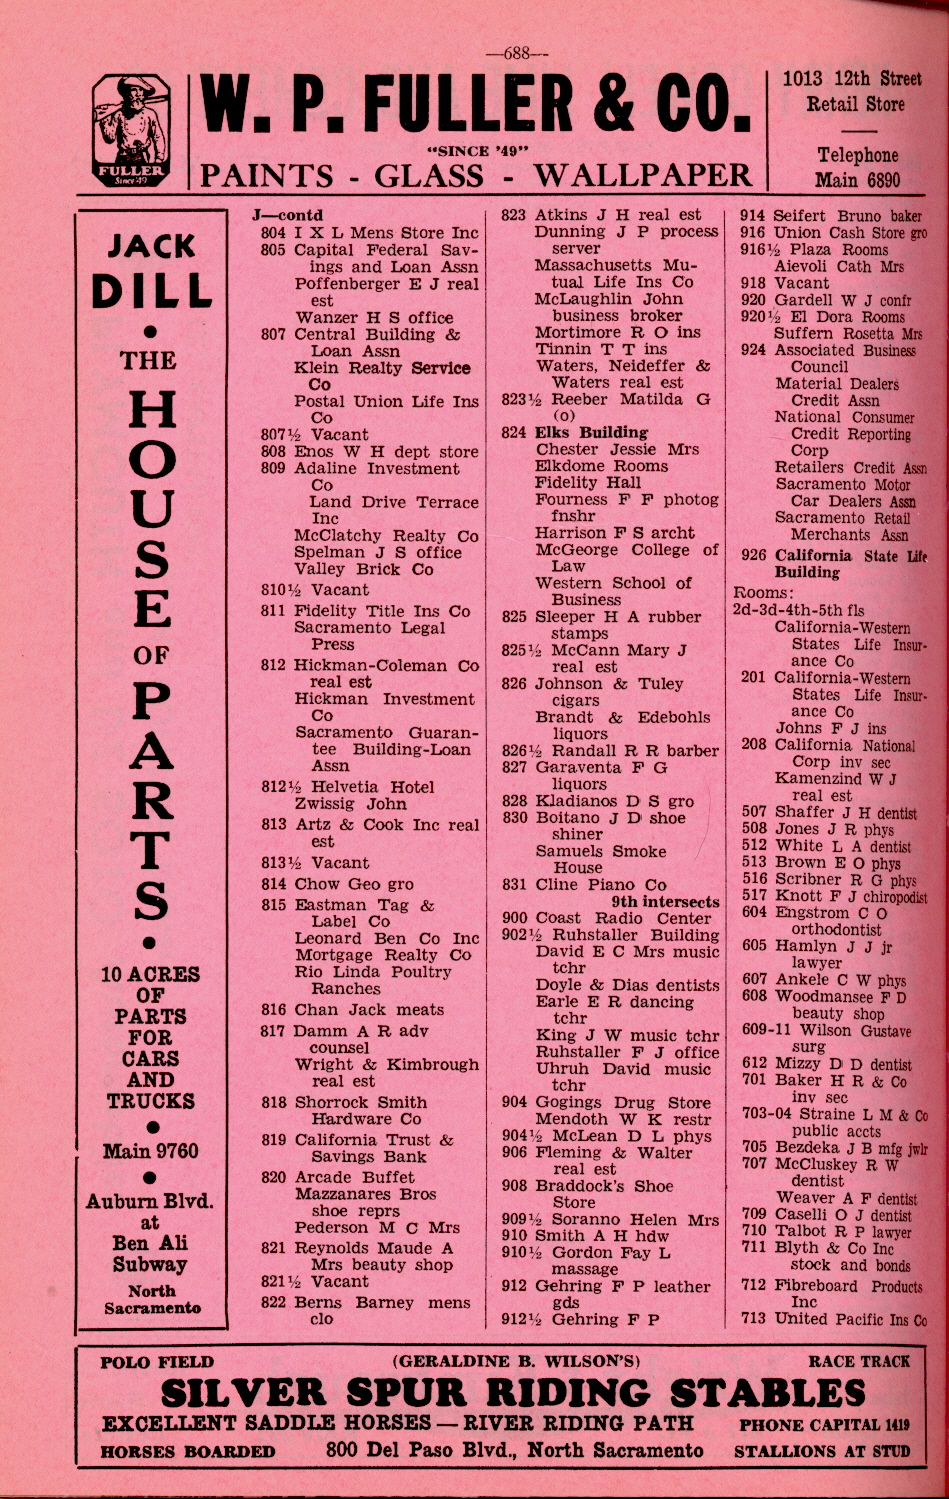 —688—
FULLER
Since '49
W. P. FULLER & CO.
"SINCE '49"
PAINTS - GLASS - WALLPAPER
1013 12th Street
Retail Store
Telephone
Main 6890
JACK
DILL
•
THE
HOUSE
OF
PARTS
•
10 ACRES
OF
PARTS
FOR
CARS
AND
TRUCKS
•
Main 9760
•
Auburn Blvd.
at
Ben Ali
Subway
North
Sacramento
J—contd
804 I X L Mens Store Inc
805 Capital Federal Sav-
ings and Loan Assn
Poffenberger E J real
est
Wanzer H S office
807 Central Building &
Loan Assn
Klein Realty Service
Co
Postal Union Life Ins
Co
807½ Vacant
808 Enos W H dept store
809 Adaline Investment
Co
Land Drive Terrace
Inc
McClatchy Realty Co
Spelman J S office
Valley Brick Co
810½ Vacant
811 Fidelity Title Ins Co
Sacramento Legal
Press
812 Hickman-Coleman Co
real est
Hickman Investment
Co
Sacramento Guaran-
tee Building-Loan
Assn
812½ Helvetia Hotel
Zwissig John
813 Artz & Cook Inc real
est
813½ Vacant
814 Chow Geo gro
815 Eastman Tag &
Label Co
Leonard Ben Co Inc
Mortgage Realty Co
Rio Linda Poultry
Ranches
816 Chan Jack meats
817 Damm A R adv
counsel
Wright & Kimbrough
real est
818 Shorrock Smith
Hardware Co
819 California Trust &
Savings Bank
820 Arcade Buffet
Mazzanares Bros
shoe reprs
Pederson M C Mrs
821 Reynolds Maude A
Mrs beauty shop
821½ Vacant
822 Berns Barney mens
clo
823 Atkins J H real est
Dunning J P process
server
Massachusetts Mu-
tual Life Ins Co
McLaughlin John
business broker
Mortimore R O ins
Tinnin T T ins
Waters, Neideffer &
Waters real est
823½ Reeber Matilda G
(o)
824 Elks Building
Chester Jessie Mrs
Elkdome Rooms
Fidelity Hall
Fourness F F photog
fnshr
Harrison F S archt
McGeorge College of
Law
Western School of
Business
825 Sleeper H A rubber
stamps
825½ McCann Mary J
real est
826 Johnson & Tuley
cigars
Brandt & Edebohls
liquors
826½ Randall R R barber
827 Garaventa F G
liquors
828 Kladianos D S gro
830 Boitano J D shoe
shiner
Samuels Smoke
House
831 Cline Piano Co
9th intersects
900 Coast Radio Center
902½ Ruhstaller Building
David E C Mrs music
tchr
Doyle & Dias dentists
Earle E R dancing
tchr
King J W music tchr
Ruhstaller F J office
Uhruh David music
tchr
904 Gogings Drug Store
Mendoth W K restr
904½ McLean D L phys
906 Fleming & Walter
real est
908 Braddock's Shoe
Store
909½ Soranno Helen Mrs
910 Smith A H hdw
910½ Gordon Fay L
massage
912 Gehring F P leather
gds
912½ Gehring F P
914 Seifert Bruno baker
916 Union Cash Store gro
916½ Plaza Rooms
Aievoli Cath Mrs
918 Vacant
920 Gardell W J confr
920½ El Dora Rooms
Suffern Rosetta Mrs
924 Associated Business
Council
Material Dealers
Credit Assn
National Consumer
Credit Reporting
Corp
Retailers Credit Assn
Sacramento Motor
Car Dealers Assn
Sacramento Retail
Merchants Assn
926 California State Life
Building
Rooms:
2d-3d-4th-5th fls
California-Western
States Life Insur-
ance Co
201 California-Western
States Life Insur-
ance Co
Johns F J ins
208 California National
Corp inv sec
Kamenzind W J
real est
507 Shaffer J H dentist
508 Jones J R phys
512 White L A dentist
513 Brown E O phys
516 Scribner R G phys
517 Knott F J chiropodist
604 Engstrom C O
orthodontist
605 Hamlyn J J jr
lawyer
607 Ankele C W phys
608 Woodmansee F D
beauty shop
609-11 Wilson Gustave
surg
612 Mizzy D D dentist
701 Baker H R & Co
inv sec
703-04 Straine L M & Co
public accts
705 Bezdeka J B mfg jwlr
707 McCluskey R W
dentist
Weaver A F dentist
709 Caselli O J dentist
710 Talbot R P lawyer
711 Blyth & Co Inc
stock and bonds
712 Fibreboard Products
Inc
713 United Pacific Ins Co
POLO FIELD (GERALDINE B. WILSON'S) RACE TRACK
SILVER SPUR RIDING STABLES
EXCELLENT SADDLE HORSES — RIVER RIDING PATH PHONE CAPITAL 1419
HORSES BOARDED 800 Del Paso Blvd., North Sacramento STALLIONS AT STUD